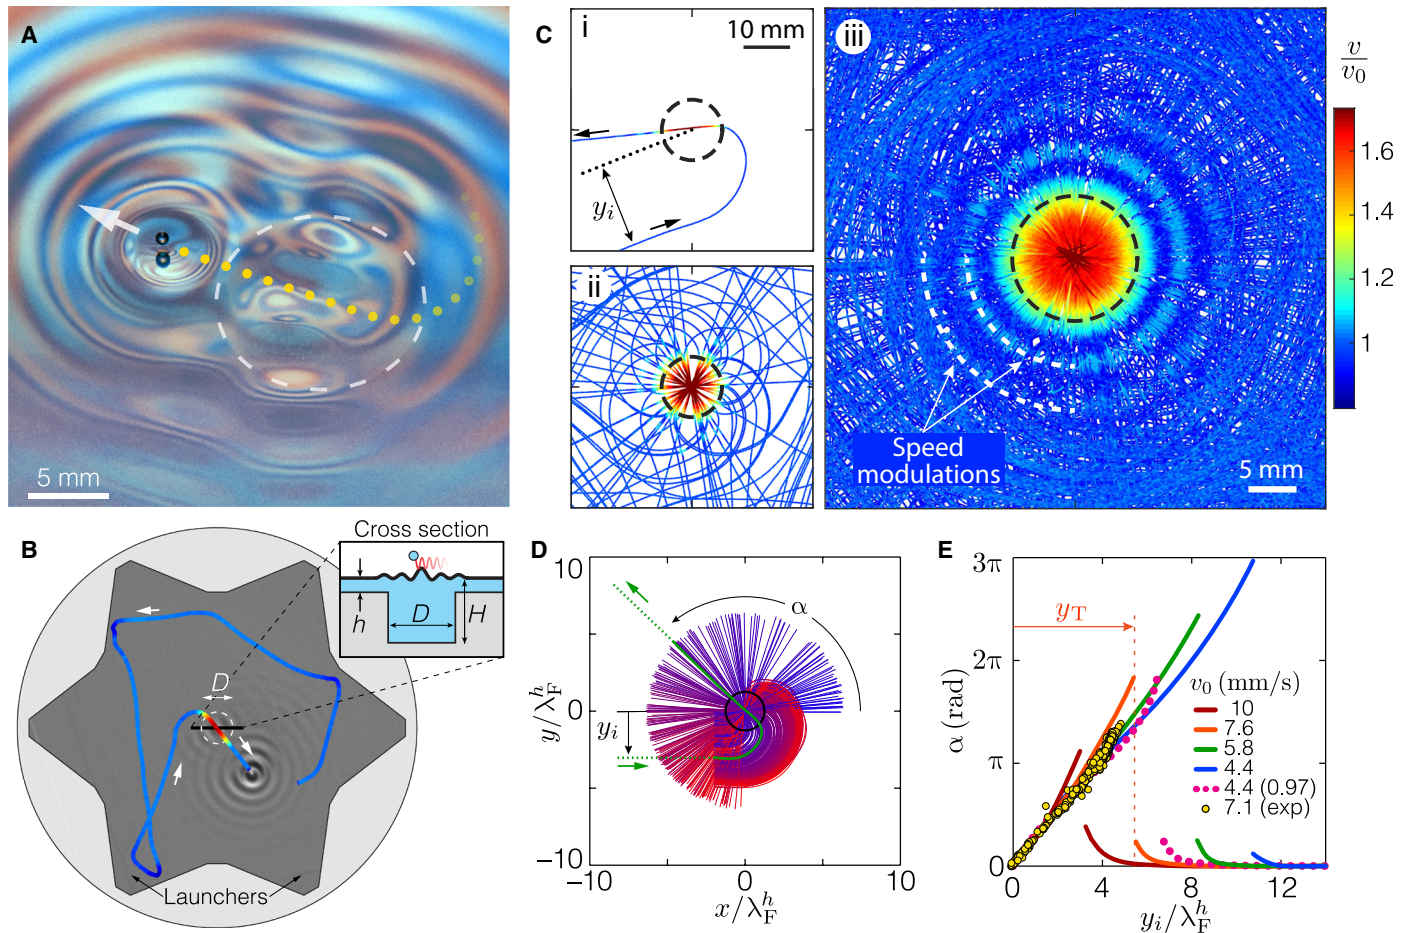 A
5 mm
B
Cross section
h
D
H
D
Launchers
C
i
10 mm
y_i
ii
iii
Speed
modulations
5 mm
v/v_0
1.6
1.4
1.2
1
D
10
0
−10
y/λ_F^h
y_i
α
−10
0
10
x/λ_F^h
E
3π
2π
π
0
α (rad)
y_T
v_0 (mm/s)
10
7.6
5.8
4.4
4.4 (0.97)
7.1 (exp)
0
4
8
12
y_i/λ_F^h